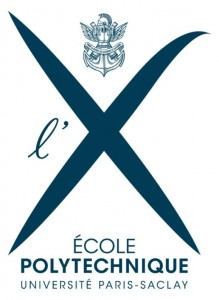 l'X
ÉCOLE
POLYTECHNIQUE
UNIVERSITÉ PARIS-SACLAY